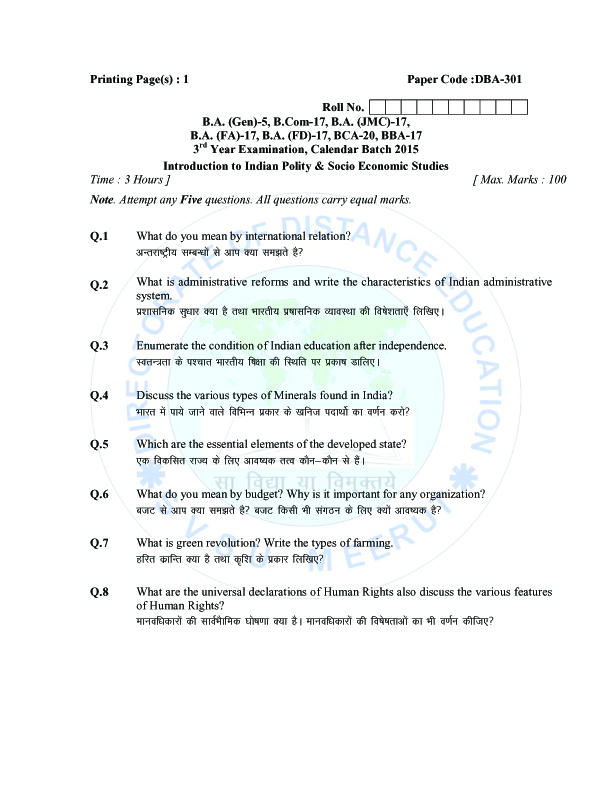 Printing Page(s) : 1 Paper Code :DBA-301
Roll No.
B.A. (Gen)-5, B.Com-17, B.A. (JMC)-17,
B.A. (FA)-17, B.A. (FD)-17, BCA-20, BBA-17
3rd Year Examination, Calendar Batch 2015
Introduction to Indian Polity & Socio Economic Studies
Time : 3 Hours ] [ Max. Marks : 100
Note. Attempt any Five questions. All questions carry equal marks.
Q.1 What do you mean by international relation?
अन्तराष्ट्रीय सम्बन्धों से आप क्या समझते है?
Q.2 What is administrative reforms and write the characteristics of Indian administrative
system.
प्रशासनिक सुधार क्या है तथा भारतीय प्रषासनिक व्यावस्था की विषेशताएँ लिखिए।
Q.3 Enumerate the condition of Indian education after independence.
स्वतन्त्रता के पश्चात भारतीय षिक्षा की स्थिति पर प्रकाष डालिए।
Q.4 Discuss the various types of Minerals found in India?
भारत में पाये जाने वाले विभिन्न प्रकार के खनिज पदार्थो का वर्णन करो?
Q.5 Which are the essential elements of the developed state?
एक विकसित राज्य के लिए आवष्यक तत्व कौन–कौन से हैं।
Q.6 What do you mean by budget? Why is it important for any organization?
बजट से आप क्या समझते है? बजट किसी भी संगठन के लिए क्यों आवष्यक है?
Q.7 What is green revolution? Write the types of farming.
हरित क्रान्ति क्या है तथा कृशि के प्रकार लिखिए?
Q.8 What are the universal declarations of Human Rights also discuss the various features
of Human Rights?
मानवधिकारों की सार्वभौमिक घोषणा क्या है। मानवधिकारों की विषेषताओं का भी वर्णन कीजिए?
DIRECTORATE OF DISTANCE EDUCATION
सा विद्या या विमुक्तये
S.V.S.U. MEERUT